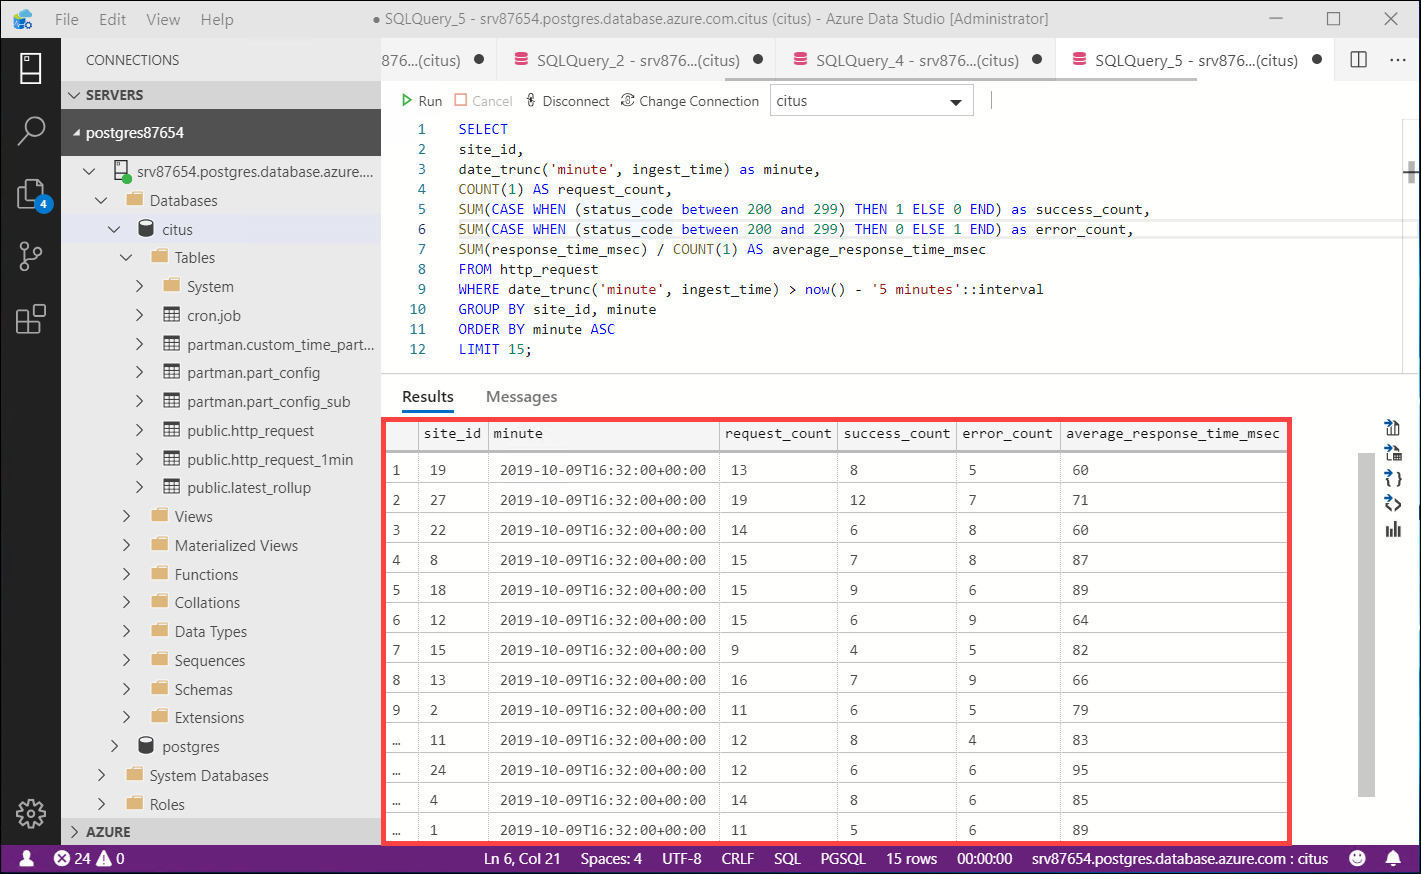 File Edit View Help ● SQLQuery_5 - srv87654.postgres.database.azure.com.citus (citus) - Azure Data Studio [Administrator]
CONNECTIONS
SERVERS
postgres87654
srv87654.postgres.database.azure....
Databases
citus
Tables
System
cron.job
partman.custom_time_part...
partman.part_config
partman.part_config_sub
public.http_request
public.http_request_1min
public.latest_rollup
Views
Materialized Views
Functions
Collations
Data Types
Sequences
Schemas
Extensions
postgres
System Databases
Roles
AZURE
4
876...(citus) ● SQLQuery_2 - srv876...(citus) ● SQLQuery_4 - srv876...(citus) ● SQLQuery_5 - srv876...(citus) ●
Run Cancel Disconnect Change Connection citus
1 SELECT
2 site_id,
3 date_trunc('minute', ingest_time) as minute,
4 COUNT(1) AS request_count,
5 SUM(CASE WHEN (status_code between 200 and 299) THEN 1 ELSE 0 END) as success_count,
6 SUM(CASE WHEN (status_code between 200 and 299) THEN 0 ELSE 1 END) as error_count,
7 SUM(response_time_msec) / COUNT(1) AS average_response_time_msec
8 FROM http_request
9 WHERE date_trunc('minute', ingest_time) > now() - '5 minutes'::interval
10 GROUP BY site_id, minute
11 ORDER BY minute ASC
12 LIMIT 15;
Results Messages
site_id minute request_count success_count error_count average_response_time_msec
1 19 2019-10-09T16:32:00+00:00 13 8 5 60
2 27 2019-10-09T16:32:00+00:00 19 12 7 71
3 22 2019-10-09T16:32:00+00:00 14 6 8 60
4 8 2019-10-09T16:32:00+00:00 15 7 8 87
5 18 2019-10-09T16:32:00+00:00 15 9 6 89
6 12 2019-10-09T16:32:00+00:00 15 6 9 64
7 15 2019-10-09T16:32:00+00:00 9 4 5 82
8 13 2019-10-09T16:32:00+00:00 16 7 9 66
9 2 2019-10-09T16:32:00+00:00 11 6 5 79
... 11 2019-10-09T16:32:00+00:00 12 8 4 83
... 24 2019-10-09T16:32:00+00:00 12 6 6 95
... 4 2019-10-09T16:32:00+00:00 14 8 6 85
... 1 2019-10-09T16:32:00+00:00 11 5 6 89
24 0 Ln 6, Col 21 Spaces: 4 UTF-8 CRLF SQL PGSQL 15 rows 00:00:00 srv87654.postgres.database.azure.com : citus